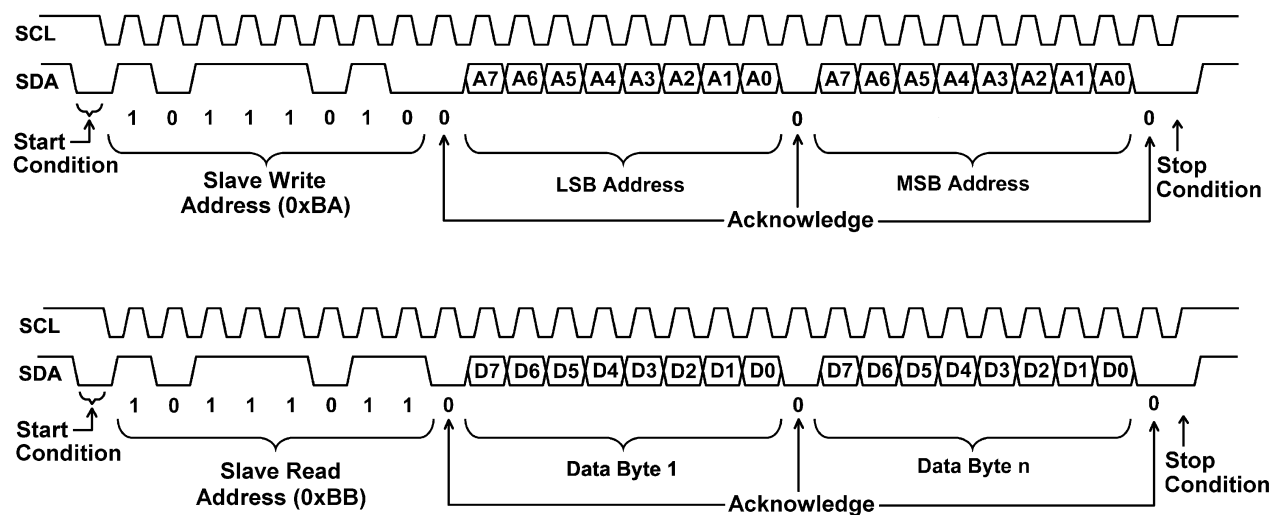 SCL
SDA A7 A6 A5 A4 A3 A2 A1 A0 A7 A6 A5 A4 A3 A2 A1 A0
1 0 1 1 1 0 1 0 0 0 0
Start
Condition
Slave Write
Address (0xBA)
LSB Address
MSB Address
Stop
Condition
Acknowledge
SCL
SDA D7 D6 D5 D4 D3 D2 D1 D0 D7 D6 D5 D4 D3 D2 D1 D0
1 0 1 1 1 0 1 1 0 0 0
Start
Condition
Slave Read
Address (0xBB)
Data Byte 1
Data Byte n
Stop
Condition
Acknowledge